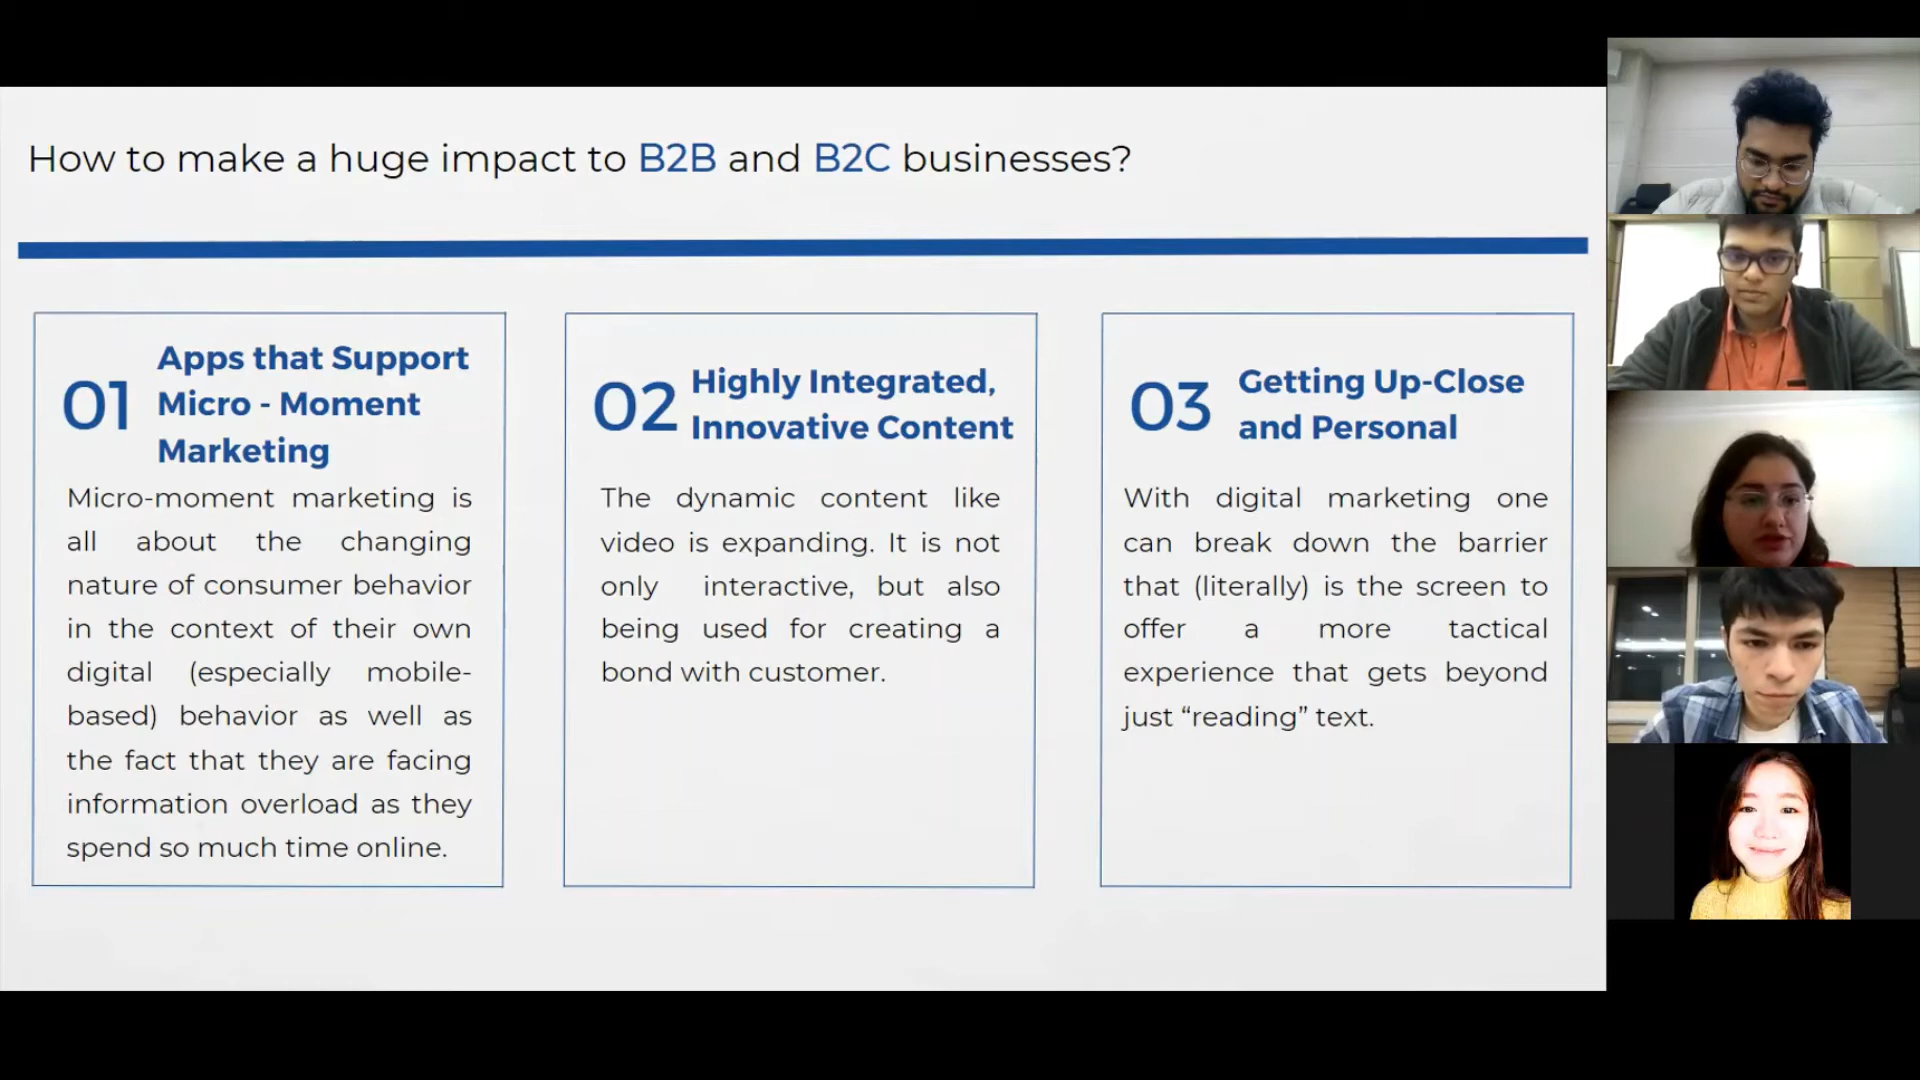 How to make a huge impact to B2B and B2C businesses?
01
Apps that Support
Micro - Moment
Marketing
Micro-moment marketing is
all about the changing
nature of consumer behavior
in the context of their own
digital (especially mobile-
based) behavior as well as
the fact that they are facing
information overload as they
spend so much time online.
02
Highly Integrated,
Innovative Content
The dynamic content like
video is expanding. It is not
only interactive, but also
being used for creating a
bond with customer.
03
Getting Up-Close
and Personal
With digital marketing one
can break down the barrier
that (literally) is the screen to
offer a more tactical
experience that gets beyond
just “reading” text.